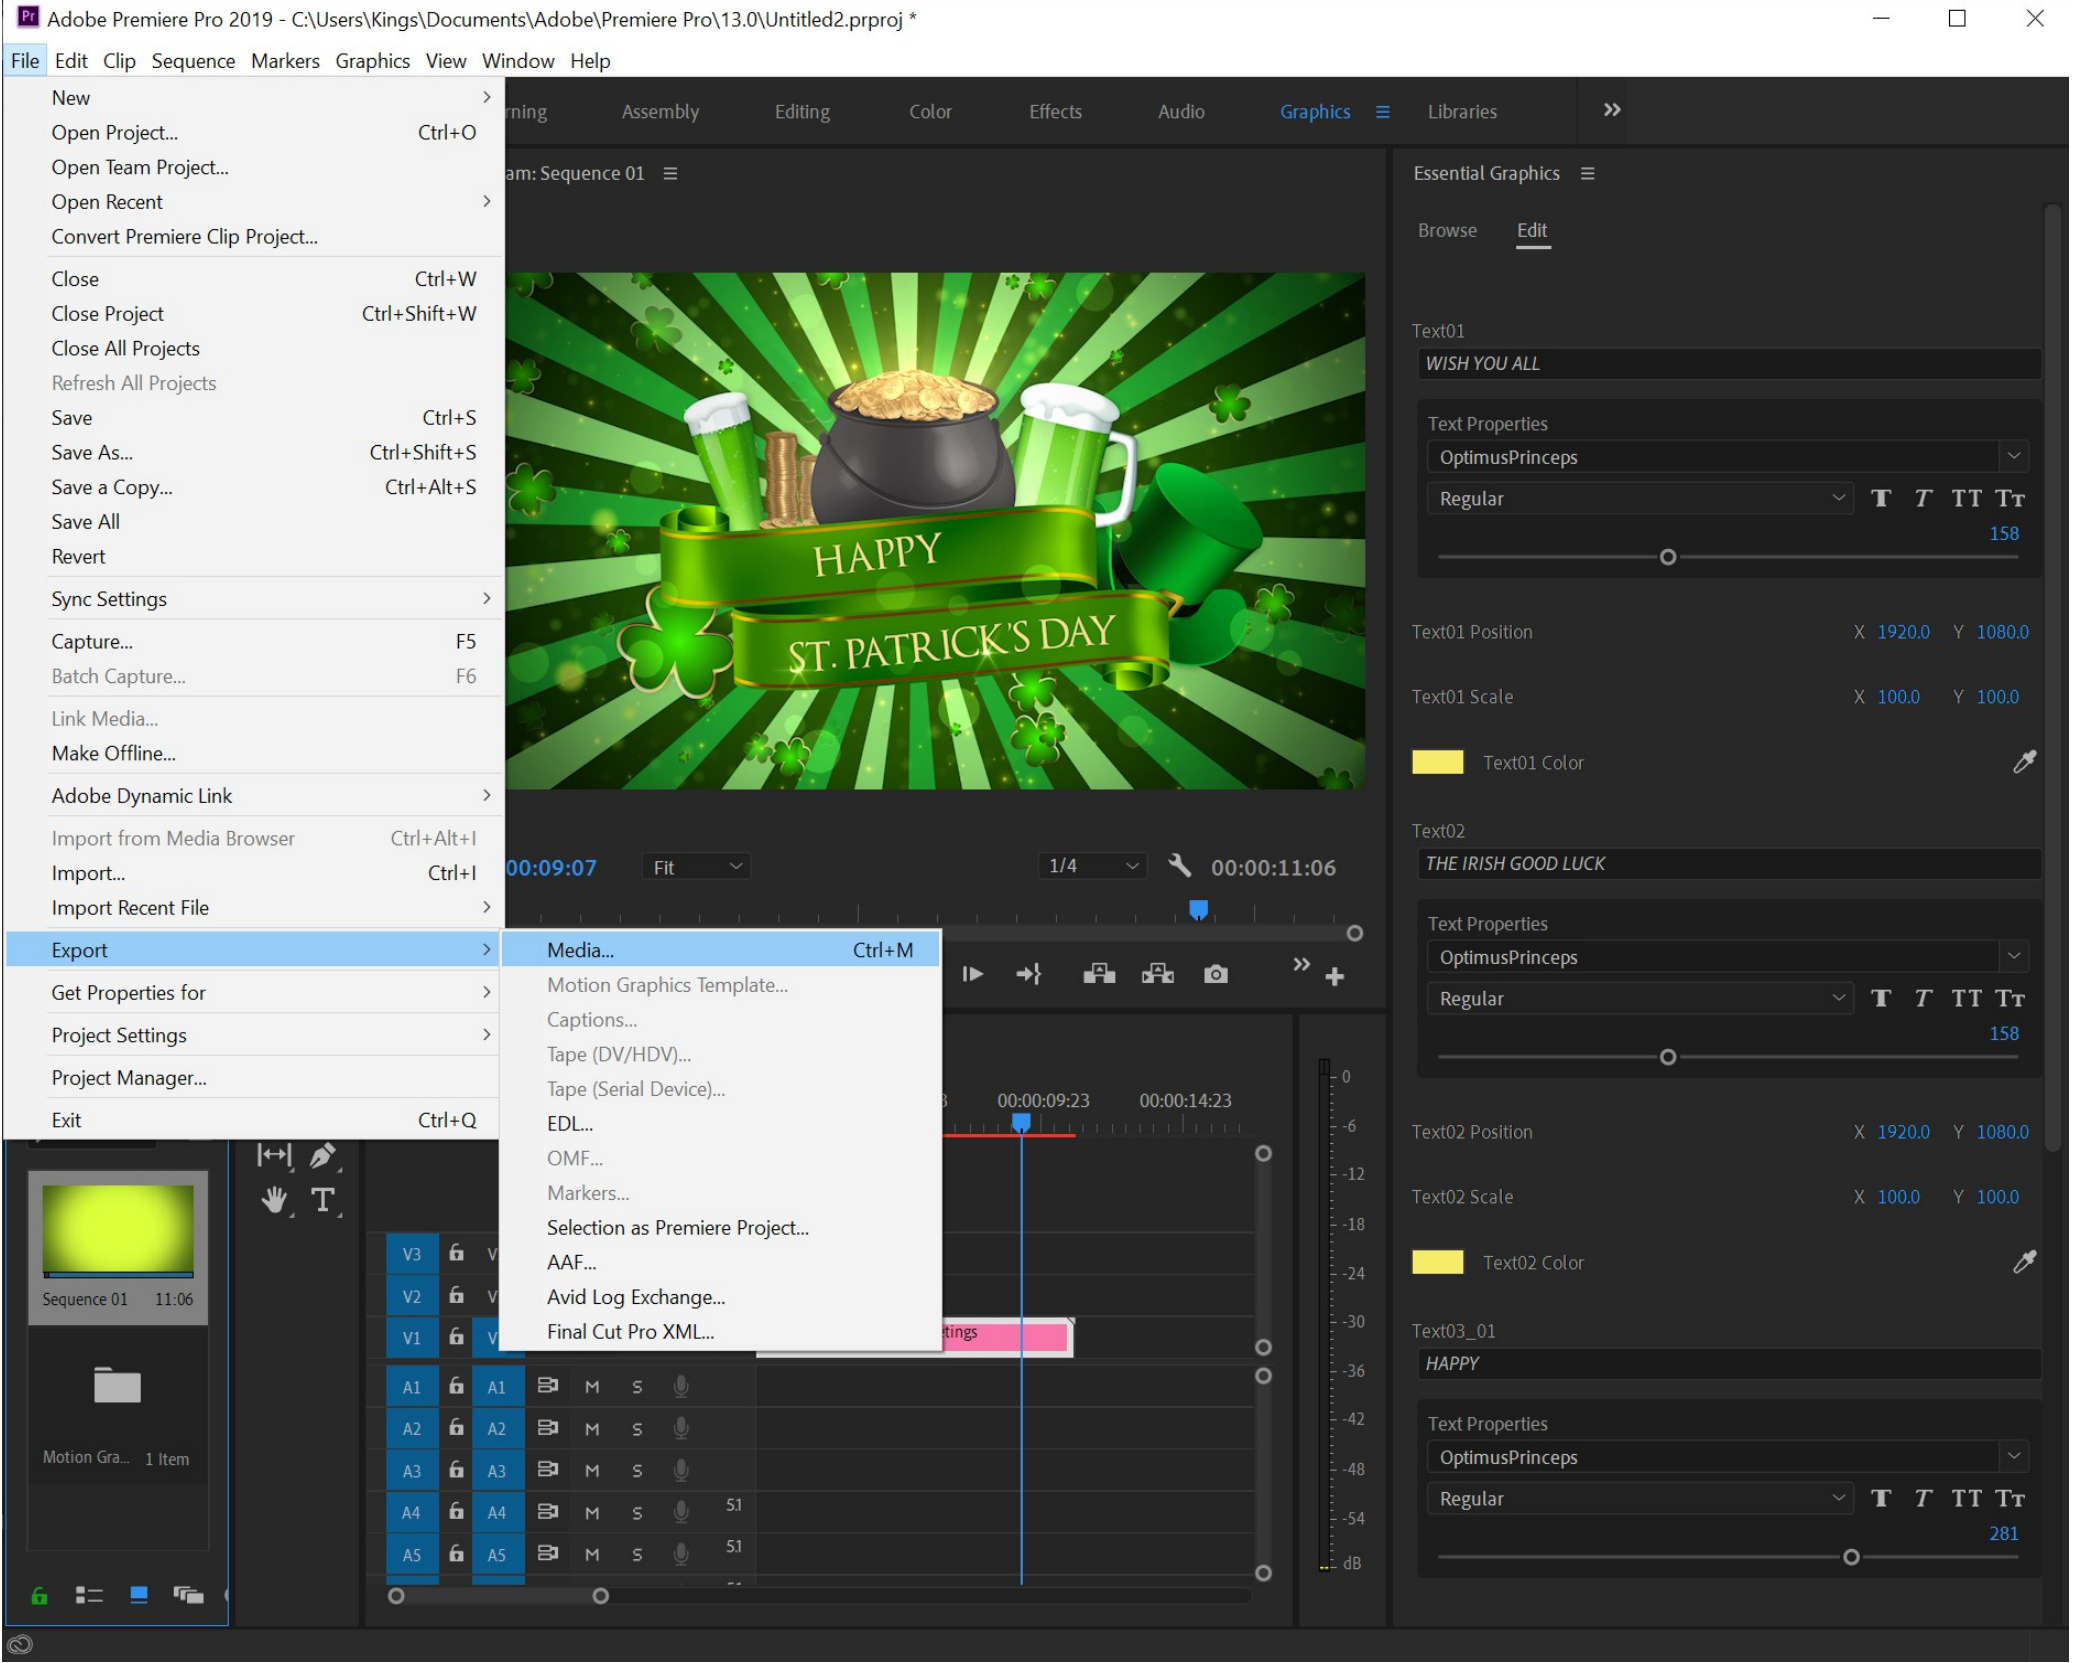 Pr Adobe Premiere Pro 2019 - C:\Users\Kings\Documents\Adobe\Premiere Pro\13.0\Untitled2.prproj *
File Edit Clip Sequence Markers Graphics View Window Help
New
Open Project... Ctrl+O
Open Team Project...
Open Recent
Convert Premiere Clip Project...
Close Ctrl+W
Close Project Ctrl+Shift+W
Close All Projects
Refresh All Projects
Save Ctrl+S
Save As... Ctrl+Shift+S
Save a Copy... Ctrl+Alt+S
Save All
Revert
Sync Settings
Capture... F5
Batch Capture... F6
Link Media...
Make Offline...
Adobe Dynamic Link
Import from Media Browser Ctrl+Alt+I
Import... Ctrl+I
Import Recent File
Export
Get Properties for
Project Settings
Project Manager...
Exit Ctrl+Q
Media... Ctrl+M
Motion Graphics Template...
Captions...
Tape (DV/HDV)...
Tape (Serial Device)...
EDL...
OMF...
Markers...
Selection as Premiere Project...
AAF...
Avid Log Exchange...
Final Cut Pro XML...
rning Assembly Editing Color Effects Audio Graphics Libraries
am: Sequence 01
HAPPY
ST. PATRICK'S DAY
00:09:07 Fit 1/4 00:00:11:06
00:00:09:23 00:00:14:23
Sequence 01 11:06
Motion Gra... 1 Item
T
V3 V
V2 V
V1 V tings
A1 A1 M S
A2 A2 M S
A3 A3 M S
A4 A4 M S 5.1
A5 A5 M S 5.1
0
-6
-12
-18
-24
-30
-36
-42
-48
-54
dB
Essential Graphics
Browse Edit
Text01
WISH YOU ALL
Text Properties
OptimusPrinceps
Regular T T TT TT
158
Text01 Position X 1920.0 Y 1080.0
Text01 Scale X 100.0 Y 100.0
Text01 Color
Text02
THE IRISH GOOD LUCK
Text Properties
OptimusPrinceps
Regular T T TT TT
158
Text02 Position X 1920.0 Y 1080.0
Text02 Scale X 100.0 Y 100.0
Text02 Color
Text03_01
HAPPY
Text Properties
OptimusPrinceps
Regular T T TT TT
281